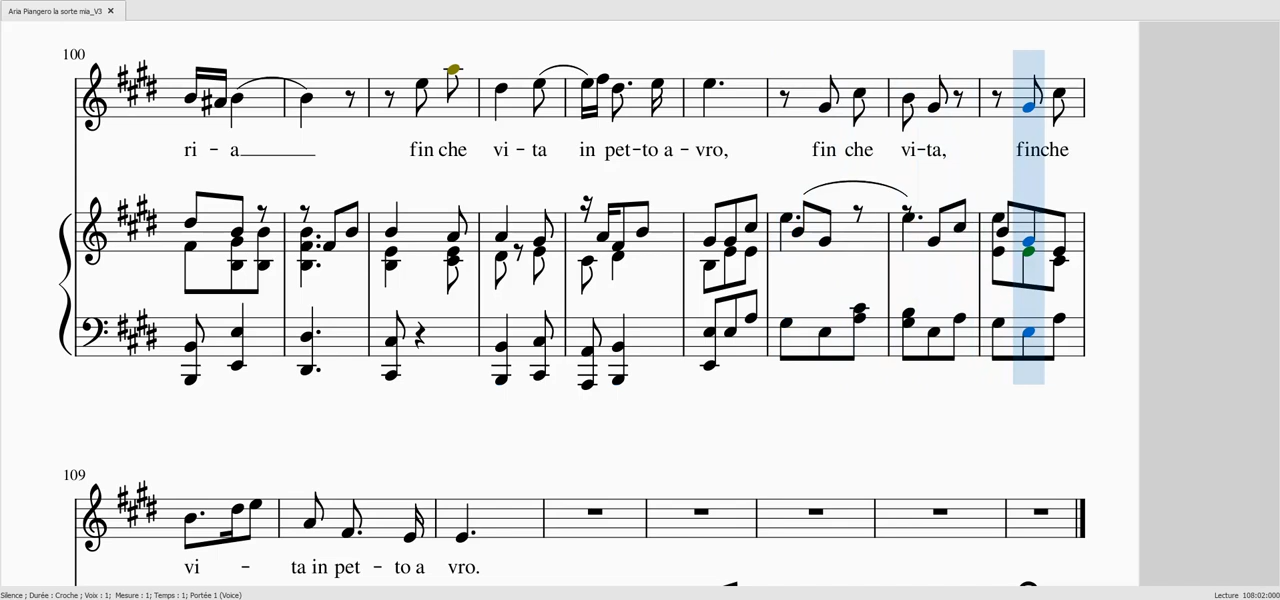 Aria Piangero la sorte mia_V3 ×
100
ri - a fin che vi - ta in pet-to a - vro, fin che vi-ta, finche
109
vi - ta in pet - to a vro.
Silence ; Durée : Croche ; Voix : 1; Mesure : 1; Temps : 1; Portée 1 (Voice) Lecture 108:02:000